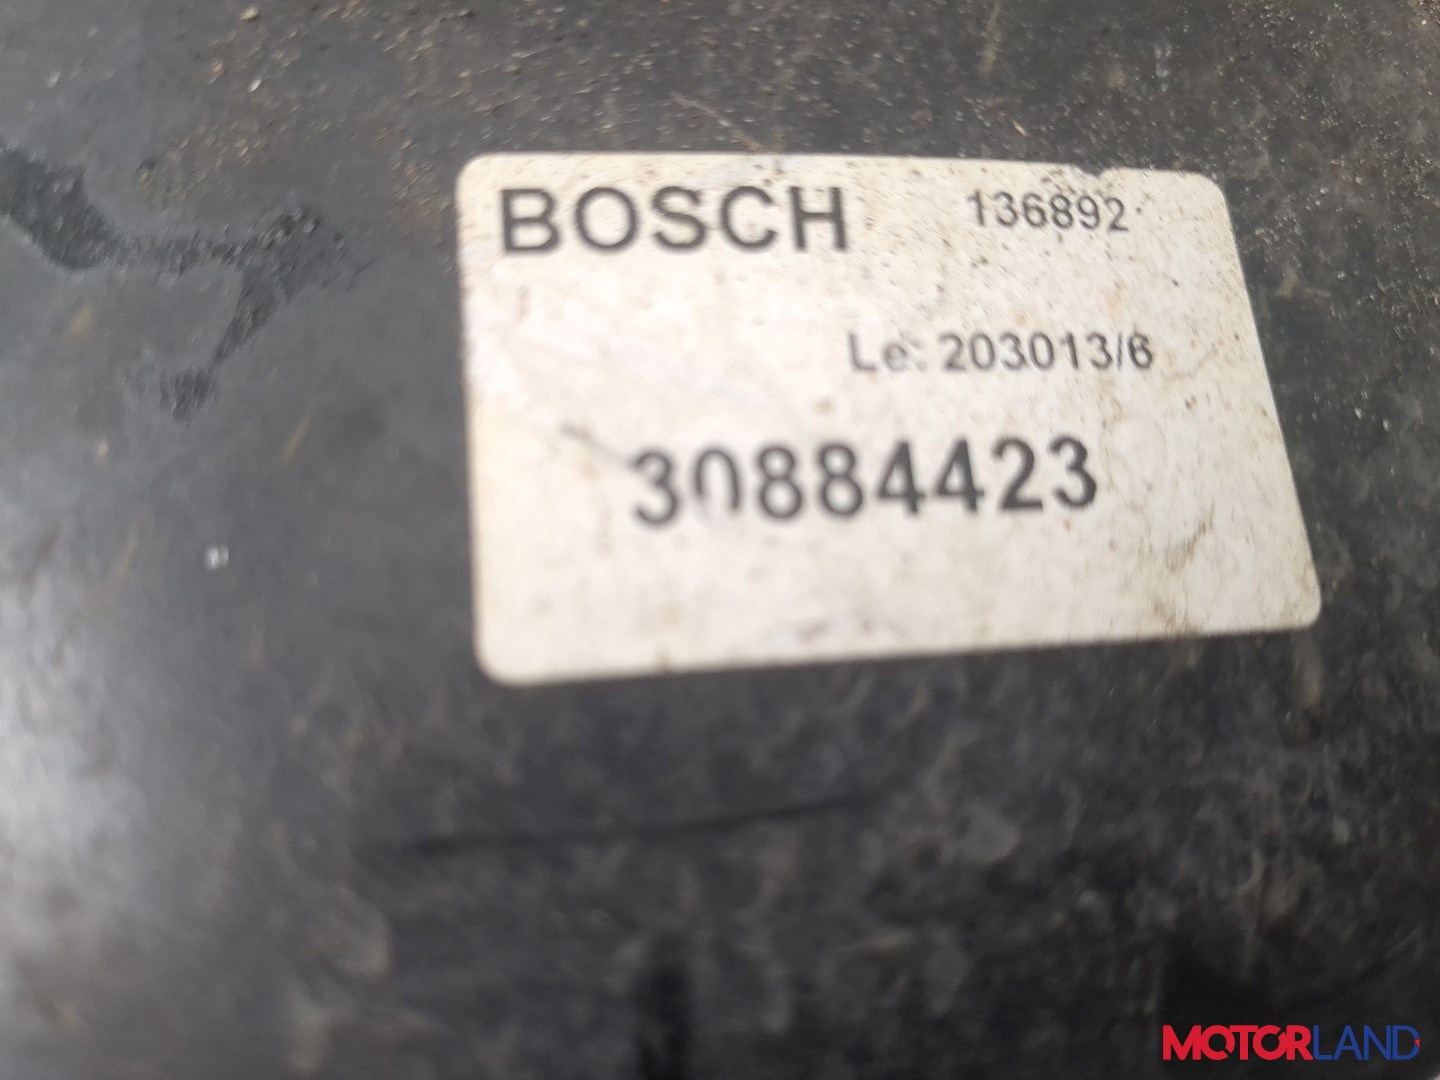 BOSCH 136892
Le: 203013/6
30884423
MOTORLAND